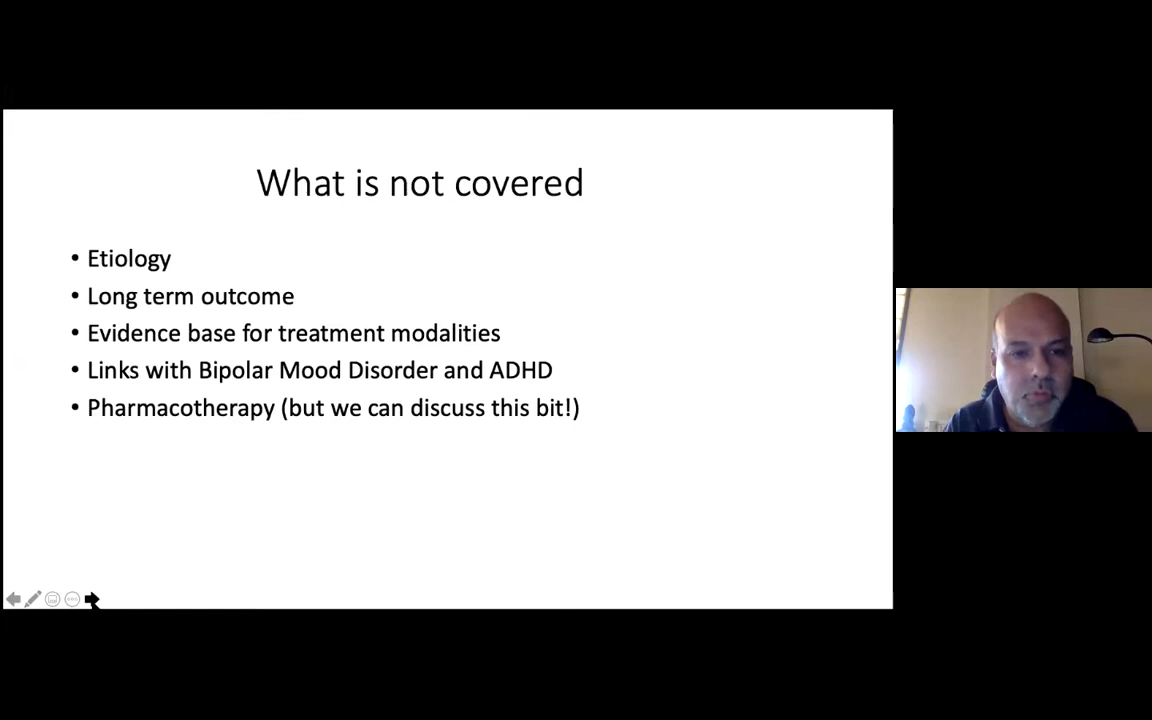 What is not covered
• Etiology
• Long term outcome
• Evidence base for treatment modalities
• Links with Bipolar Mood Disorder and ADHD
• Pharmacotherapy (but we can discuss this bit!)